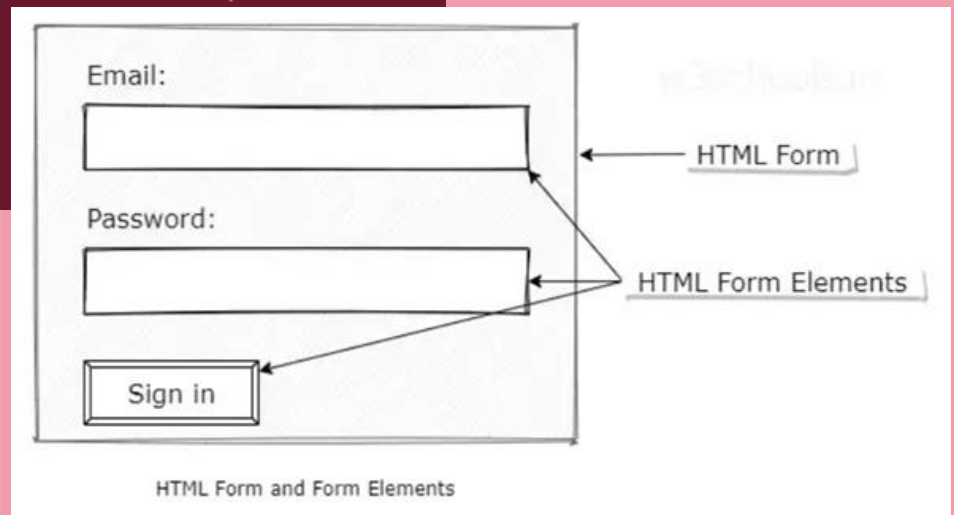 Email:
HTML Form
Password:
HTML Form Elements
Sign in
HTML Form and Form Elements